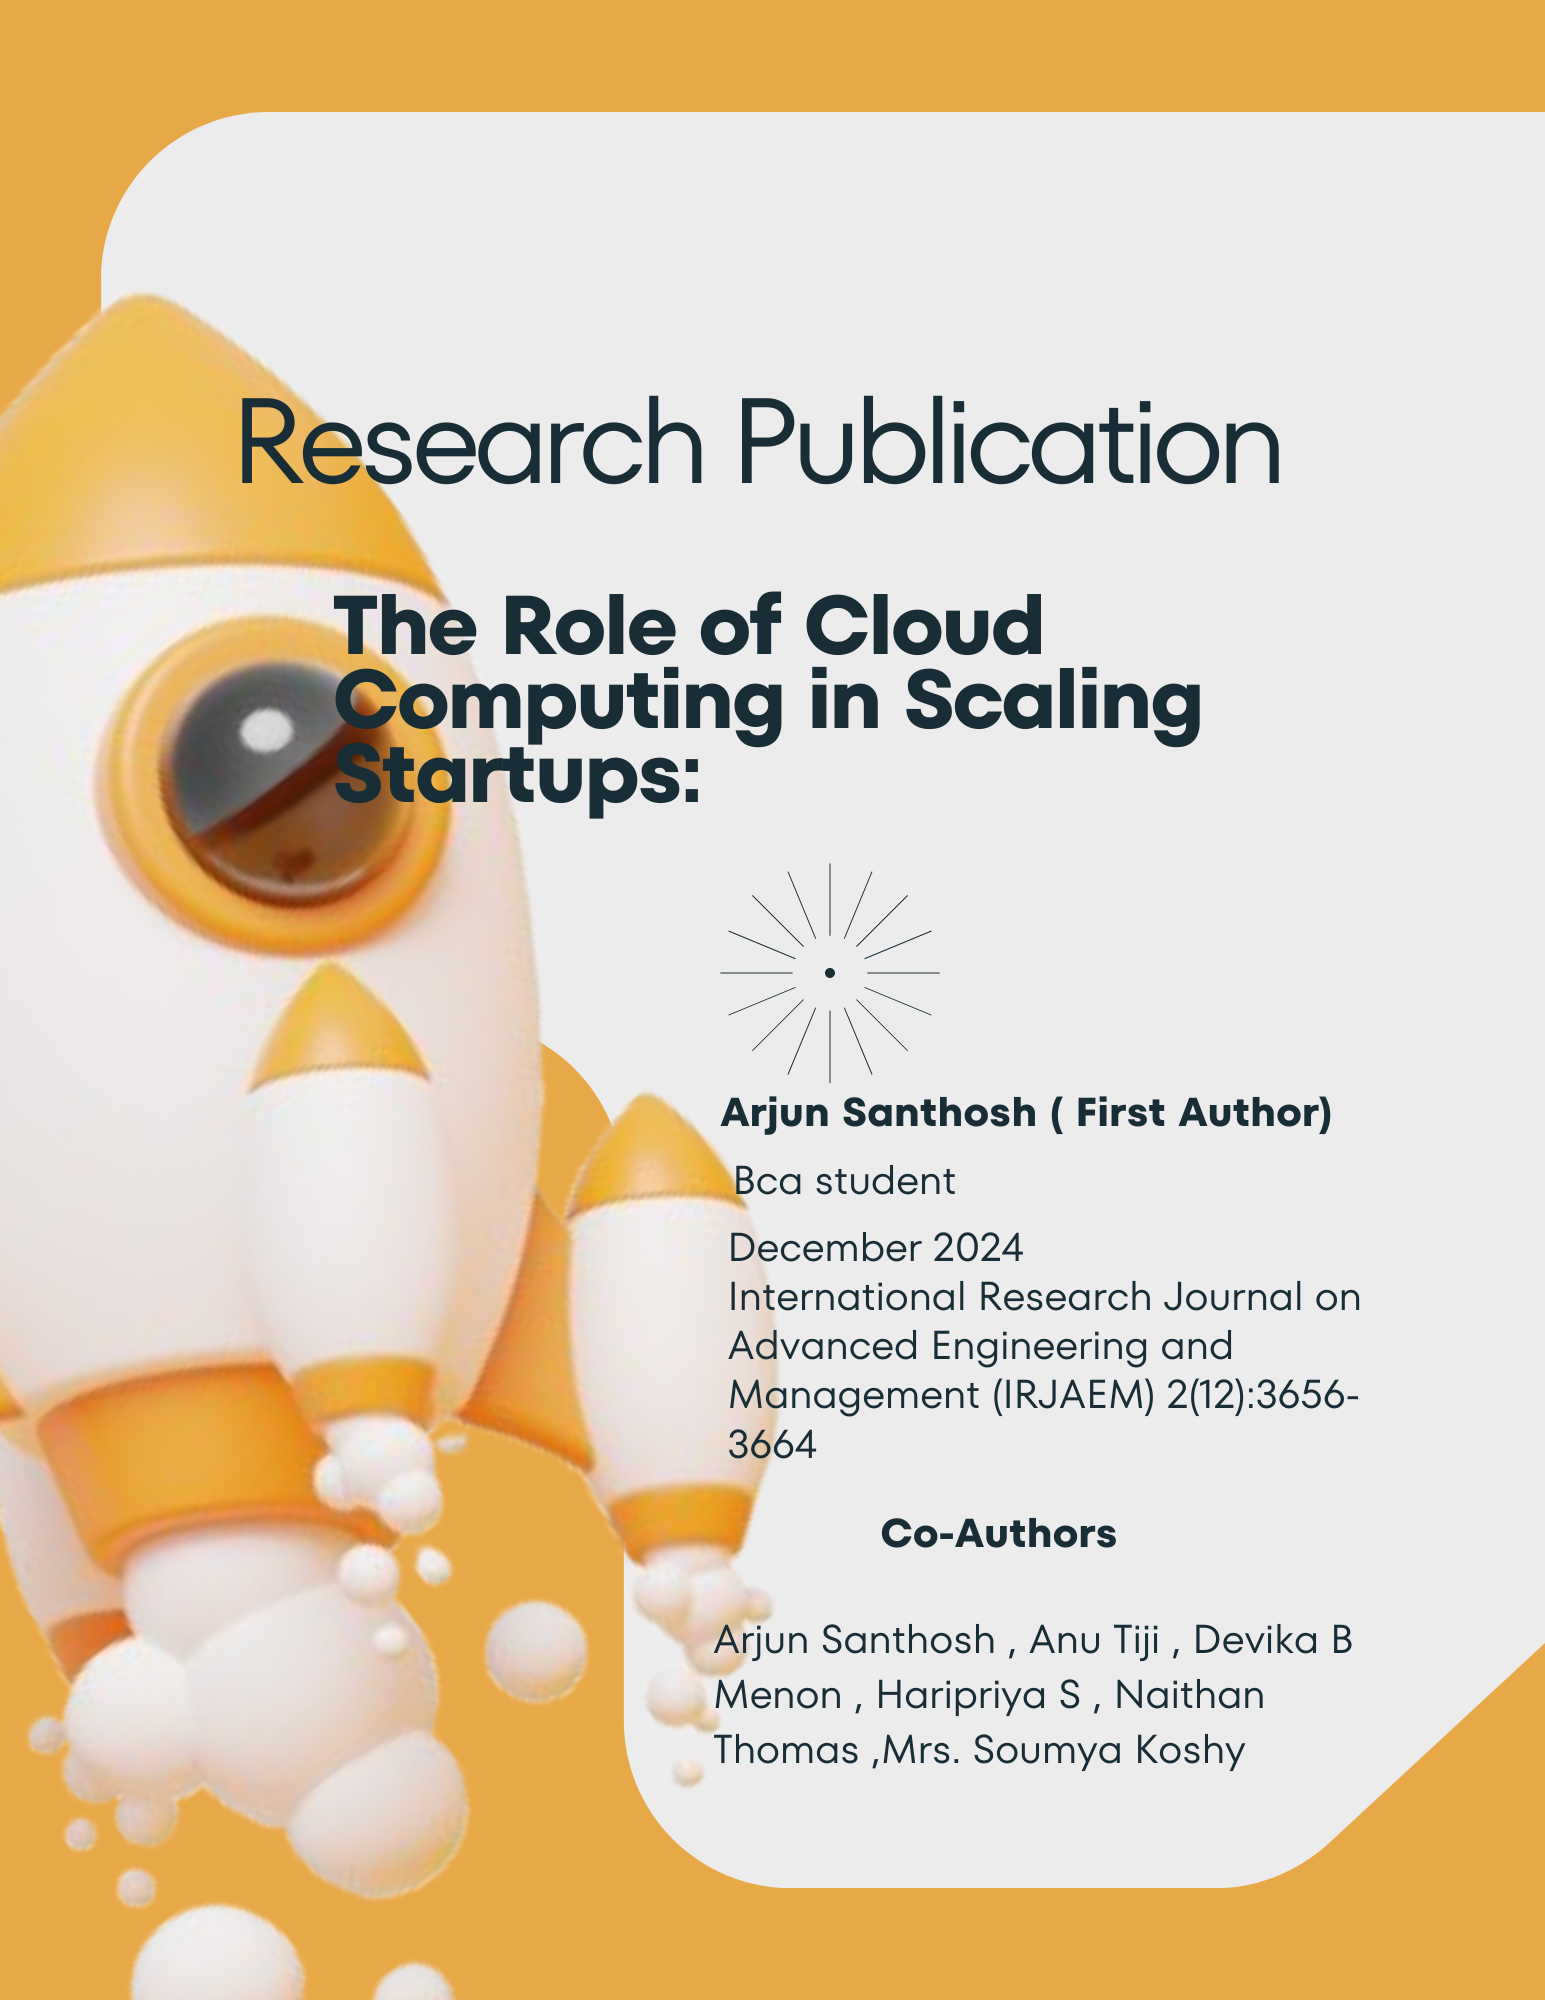 Research Publication
The Role of Cloud
Computing in Scaling
Startups:
Arjun Santhosh ( First Author)
Bca student
December 2024
International Research Journal on
Advanced Engineering and
Management (IRJAEM) 2(12):3656-
3664
Co-Authors
Arjun Santhosh , Anu Tiji , Devika B
Menon , Haripriya S , Naithan
Thomas ,Mrs. Soumya Koshy